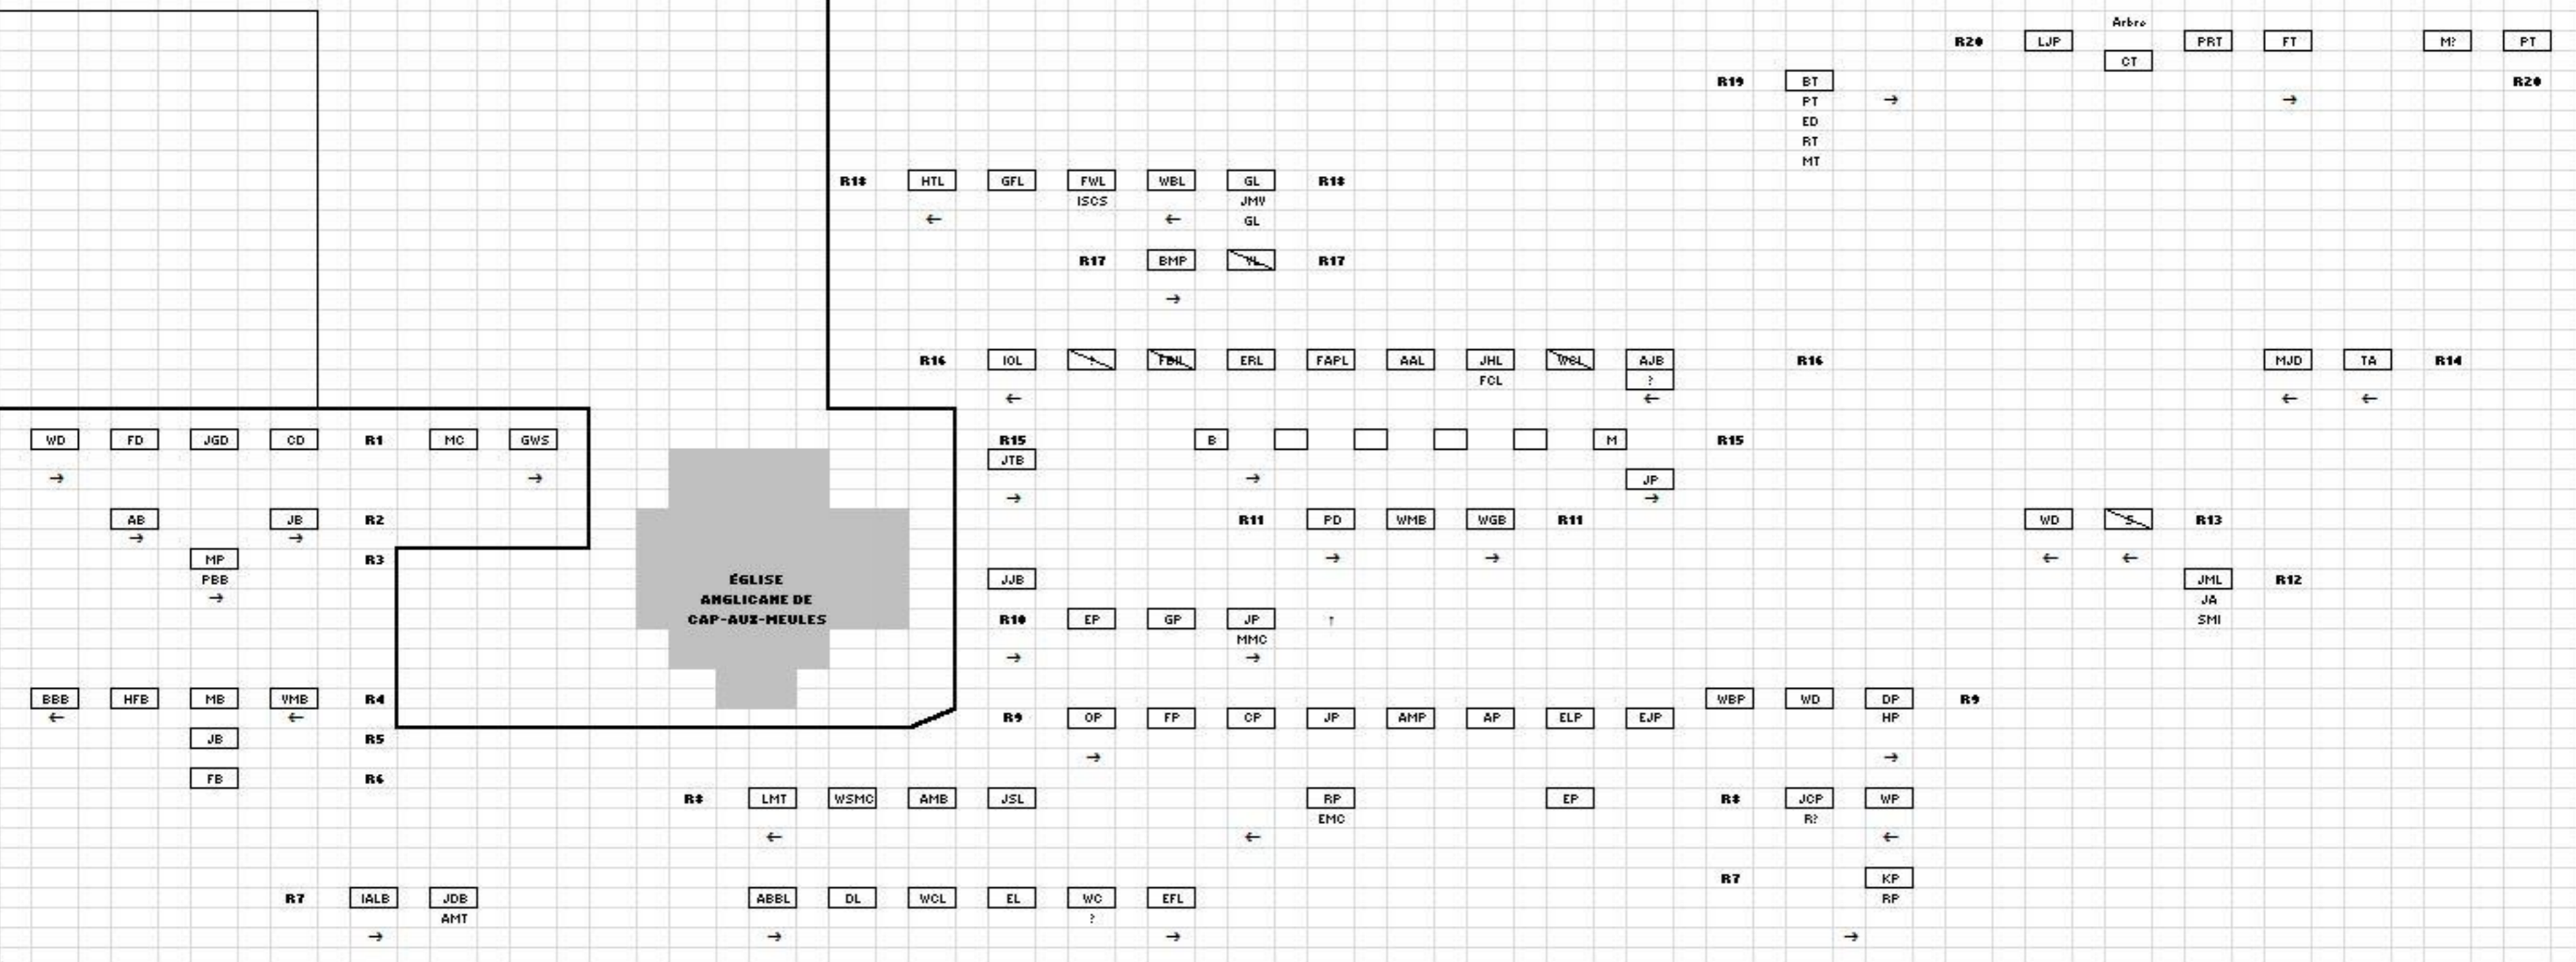 Arbre
R20 LJP PRT FT M? PT
CT
R19 BT R20
PT →
ED
RT
MT
R18 HTL GFL FWL WBL GL R18
ISCS JMV
← ← GL
R17 BMP R17
→
R16 IOL ERL FAPL AAL JHL AJB R16 MJD TA R14
FCL ?
← ← ← ←
WD FD JGD CD R1 MC GWS R15 B M R15
JTB
→ → → JP
→ →
AB JB R2 R11 PD WMB WGB R11 WD S R13
→ →
MP R3 → → ← ←
PBB JJB JML R12
→ JA
ÉGLISE
ANGLICANE DE
CAP-AUX-MEULES
R10 EP GP JP ↑ SMI
MMC
→ →
BBB HFB MB VMB R4 WBP WD DP R9
← ← R9 OP FP CP JP AMP AP ELP EJP HP
JB R5
→ →
FB R6
R8 LMT WSMC AMB JSL RP EP R8 JCP WP
EMC R?
← ← ←
R7 KP
R7 IALB JDB ABBL DL WCL EL WC EFL RP
AMT ?
→ → → →